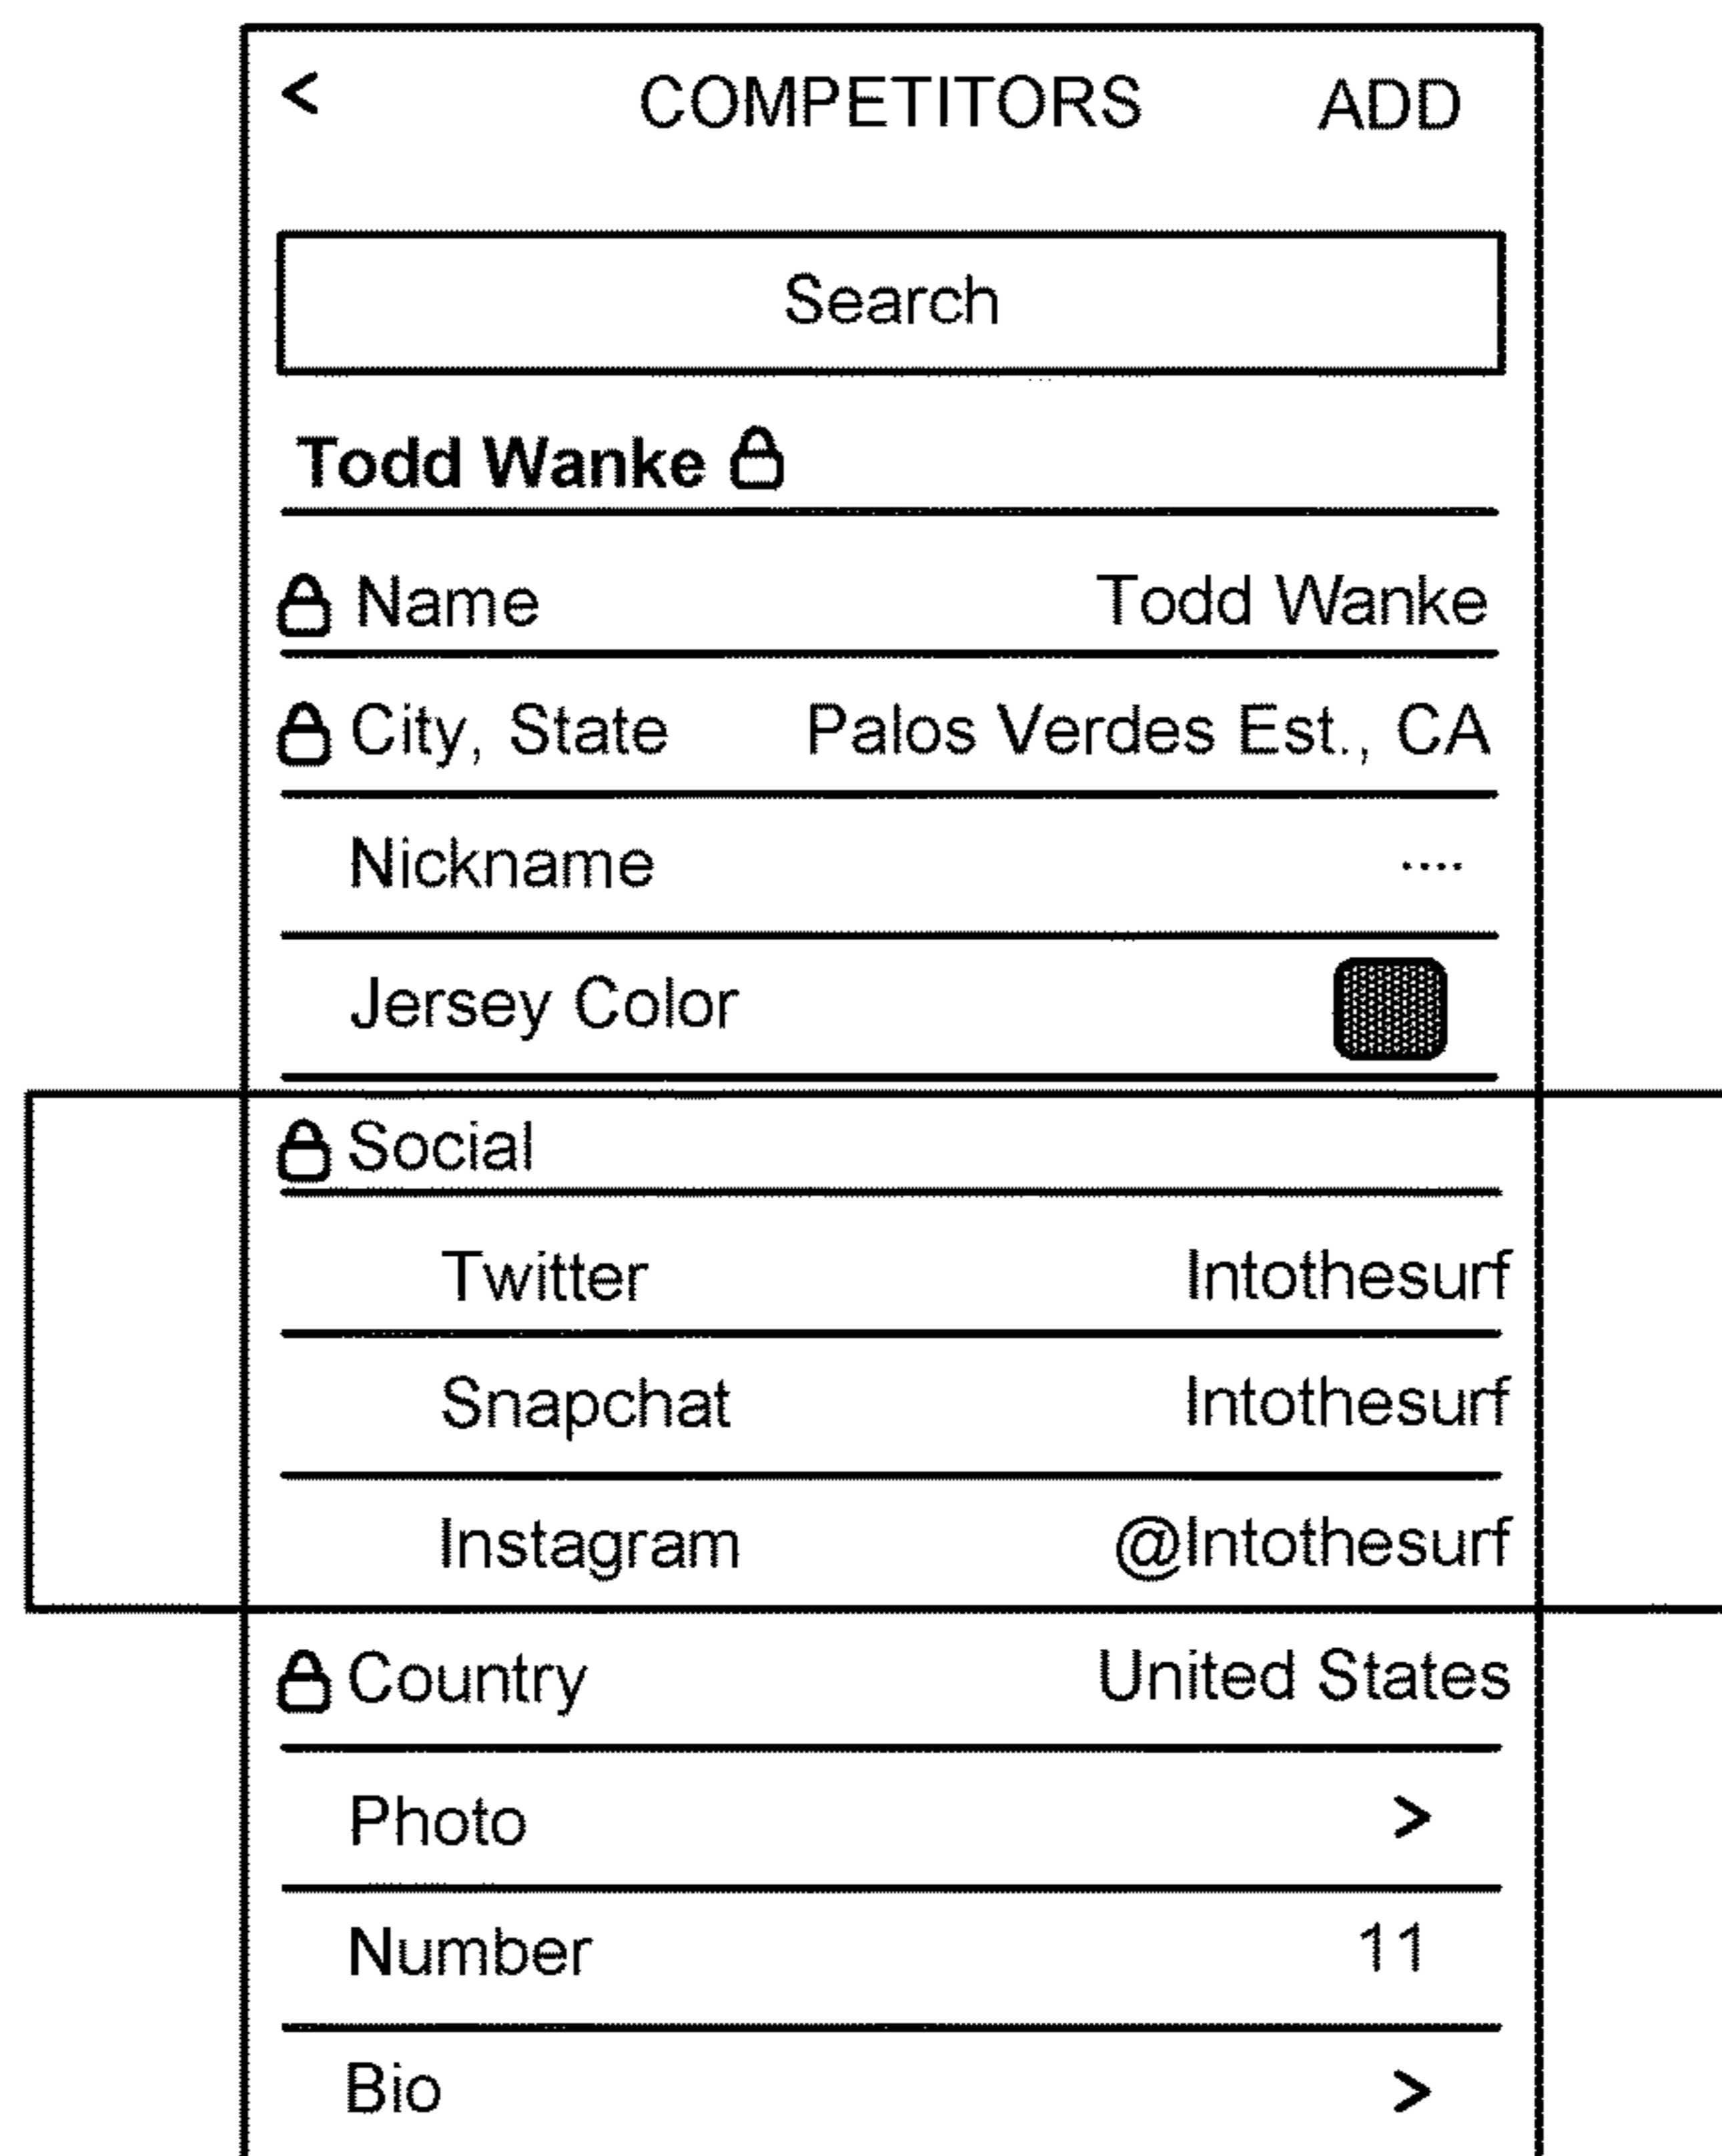 < COMPETITORS ADD
Search
Todd Wanke
Name Todd Wanke
City, State Palos Verdes Est., CA
Nickname ....
Jersey Color
Social
Twitter Intothesurf
Snapchat Intothesurf
Instagram @Intothesurf
Country United States
Photo >
Number 11
Bio >